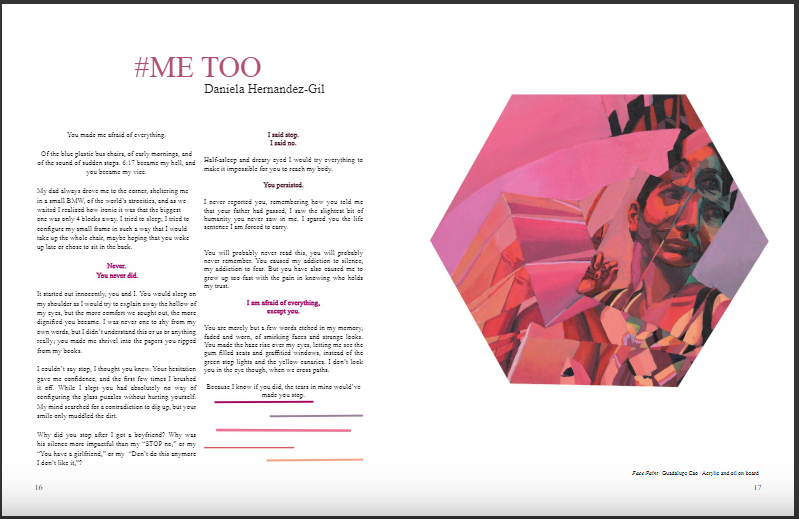 #ME TOO
Daniela Hernandez-Gil
You made me afraid of everything.
Of the blue plastic bus chairs, of early mornings, and
of the sound of sudden stops. 6:17 became my hell, and
you became my vice.
My dad always drove me to the corner, sheltering me
in a small BMW, of the world's atrocities, and as we
waited I realized how ironic it was that the biggest
one was only 4 blocks away. I tried to sleep, I tried to
configure my small frame in such a way that I would
take up the whole chair, maybe hoping that you woke
up late or chose to sit in the back.
Never.
You never did.
It started out innocently, you and I. You would sleep on
my shoulder as I would try to explain away the hollow of
my eyes, but the more comfort we sought out, the more
dignified you became. I was never one to shy from my
own words, but I didn't understand this or us or anything
really; you made me shrivel into the papers you ripped
from my books.
I couldn't say stop, I thought you knew. Your hesitation
gave me confidence, and the first few times I brushed
it off. While I slept you had absolutely no way of
configuring the glass puzzles without hurting yourself.
My mind searched for a contradiction to dig up, but your
smile only muddled the dirt.
Why did you stop after I got a boyfriend? Why was
his silence more impactful than my "STOP no," or my
"You have a girlfriend," or my "Don't do this anymore
I don't like it,"?
I said stop.
I said no.
Half-asleep and dreary eyed I would try everything to
make it impossible for you to reach my body.
You persisted.
I never reported you, remembering how you told me
that your father had passed, I saw the slightest bit of
humanity you never saw in me. I spared you the life
sentence I am forced to carry.
You will probably never read this, you will probably
never remember. You caused my addiction to silence,
my addiction to fear. But you have also caused me to
grow up too fast with the pain in knowing who holds
my trust.
I am afraid of everything,
except you.
You are merely but a few words etched in my memory,
faded and worn, of smirking faces and strange looks.
You made the haze rise over my eyes, letting me see the
gum filled seats and graffitied windows, instead of the
green stop lights and the yellow canaries. I don't look
you in the eye though, when we cross paths.
Because I know if you did, the tears in mine would've
made you stop.
Face Paint | Guadalupe Cao | Acrylic and oil on board
16
17